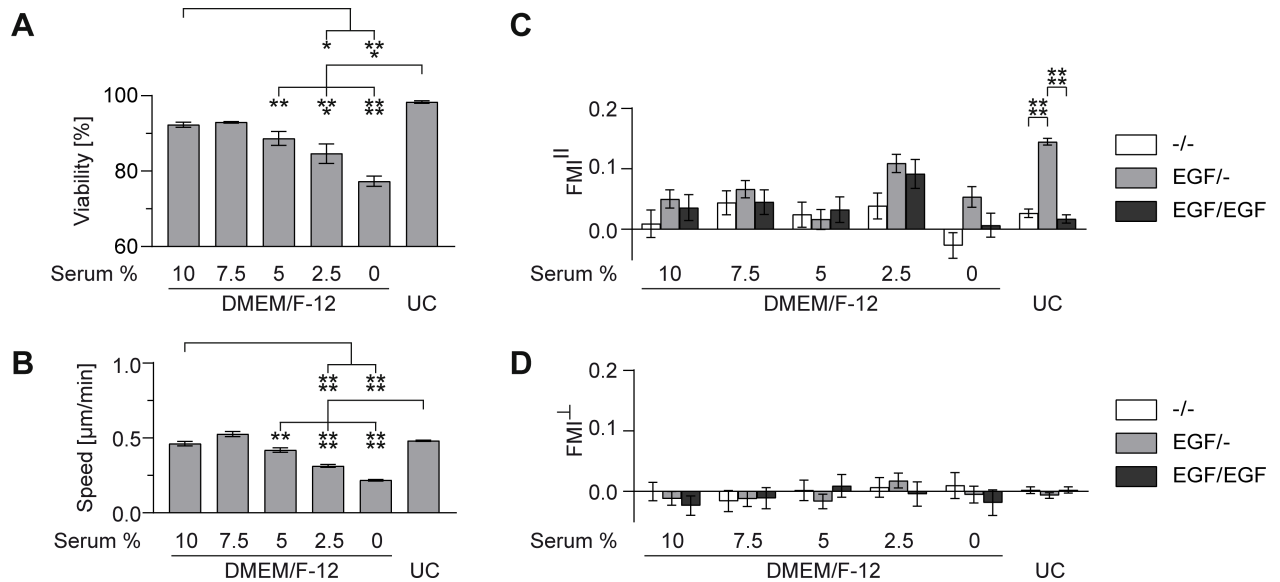 A
*
**
*
**
**
*
**
**
100
80
60
Viability [%]
Serum %
10
7.5
5
2.5
0
DMEM/F-12
UC
B
**
**
**
**
**
**
**
**
**
1.0
0.5
0.0
Speed [µm/min]
Serum %
10
7.5
5
2.5
0
DMEM/F-12
UC
C
**
**
**
**
0.2
0.1
0.0
FMI||
-/-
EGF/-
EGF/EGF
Serum %
10
7.5
5
2.5
0
DMEM/F-12
UC
D
0.2
0.1
0.0
FMI⊥
-/-
EGF/-
EGF/EGF
Serum %
10
7.5
5
2.5
0
DMEM/F-12
UC